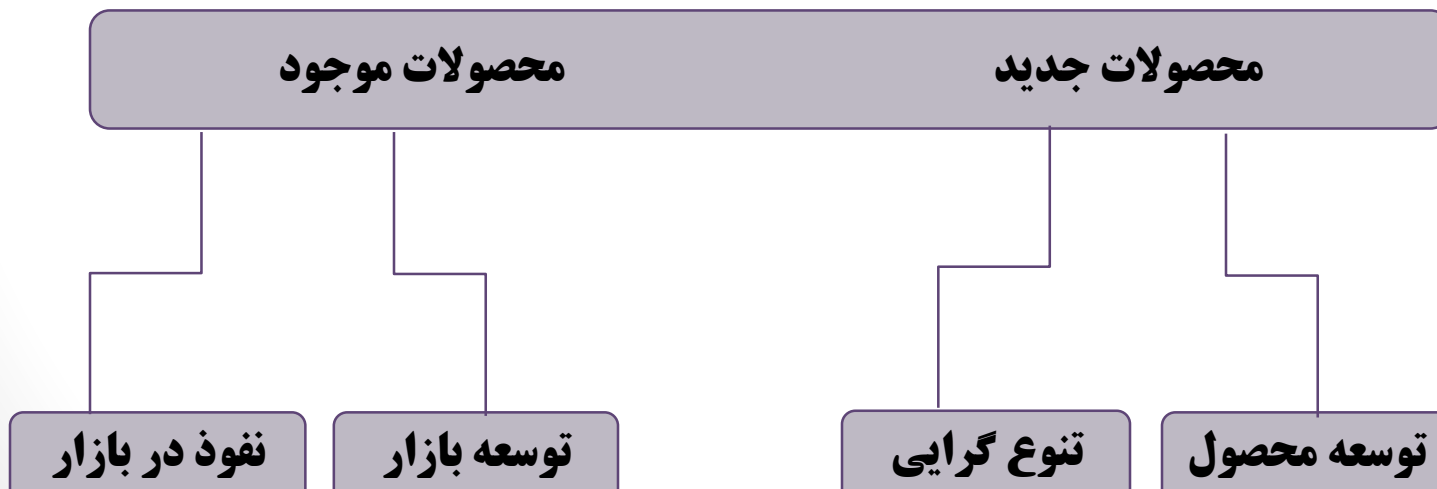 محصولات جدید محصولات موجود
توسعه محصول تنوع گرایی توسعه بازار نفوذ در بازار